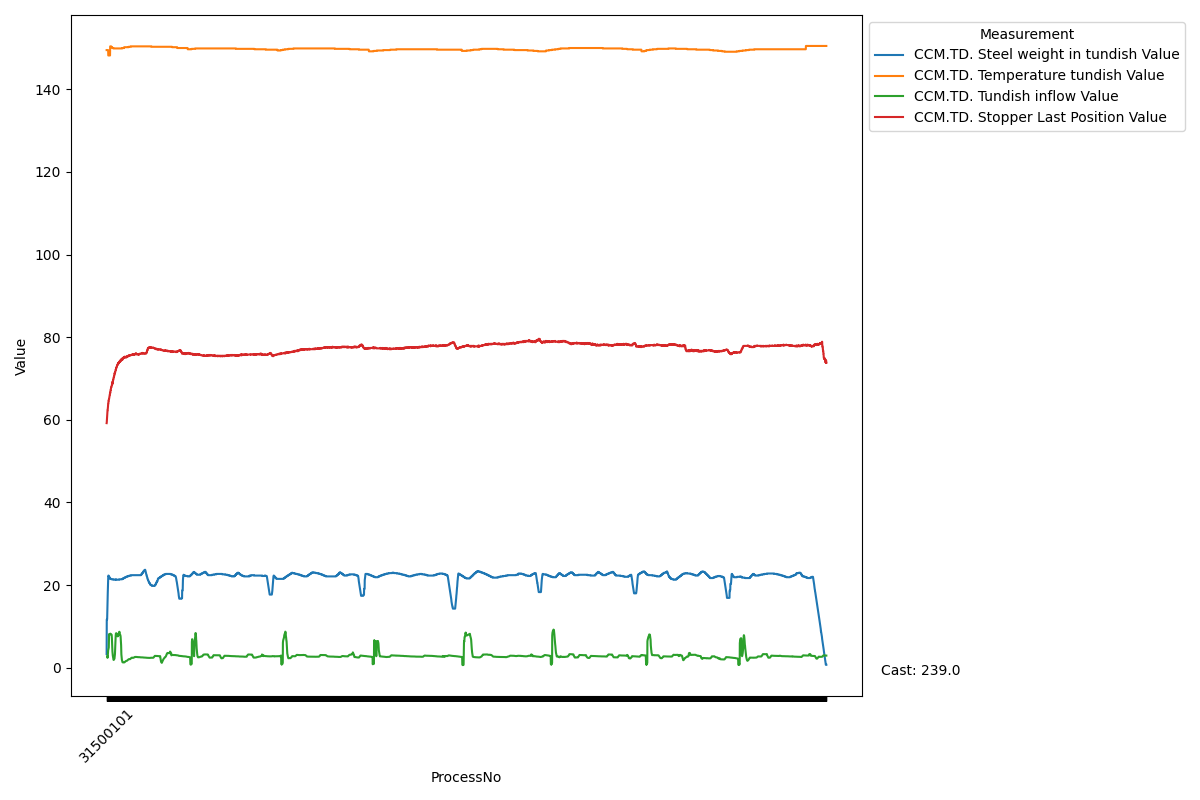 Measurement
CCM.TD. Steel weight in tundish Value
CCM.TD. Temperature tundish Value
CCM.TD. Tundish inflow Value
CCM.TD. Stopper Last Position Value
140
120
100
80
60
40
20
0
Value
Cast: 239.0
31500101
ProcessNo